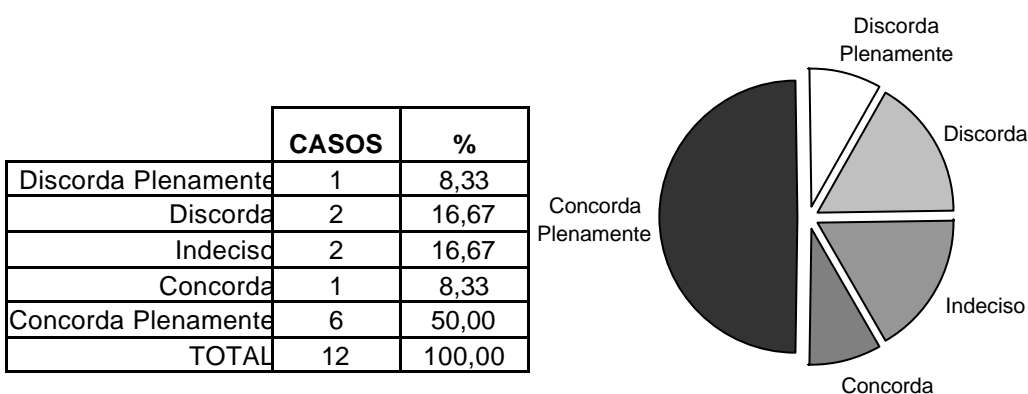 CASOS %
Discorda Plenamente 1 8,33
Discorda 2 16,67
Indeciso 2 16,67
Concorda 1 8,33
Concorda Plenamente 6 50,00
TOTAL 12 100,00
Discorda
Plenamente
Discorda
Concorda
Plenamente
Indeciso
Concorda